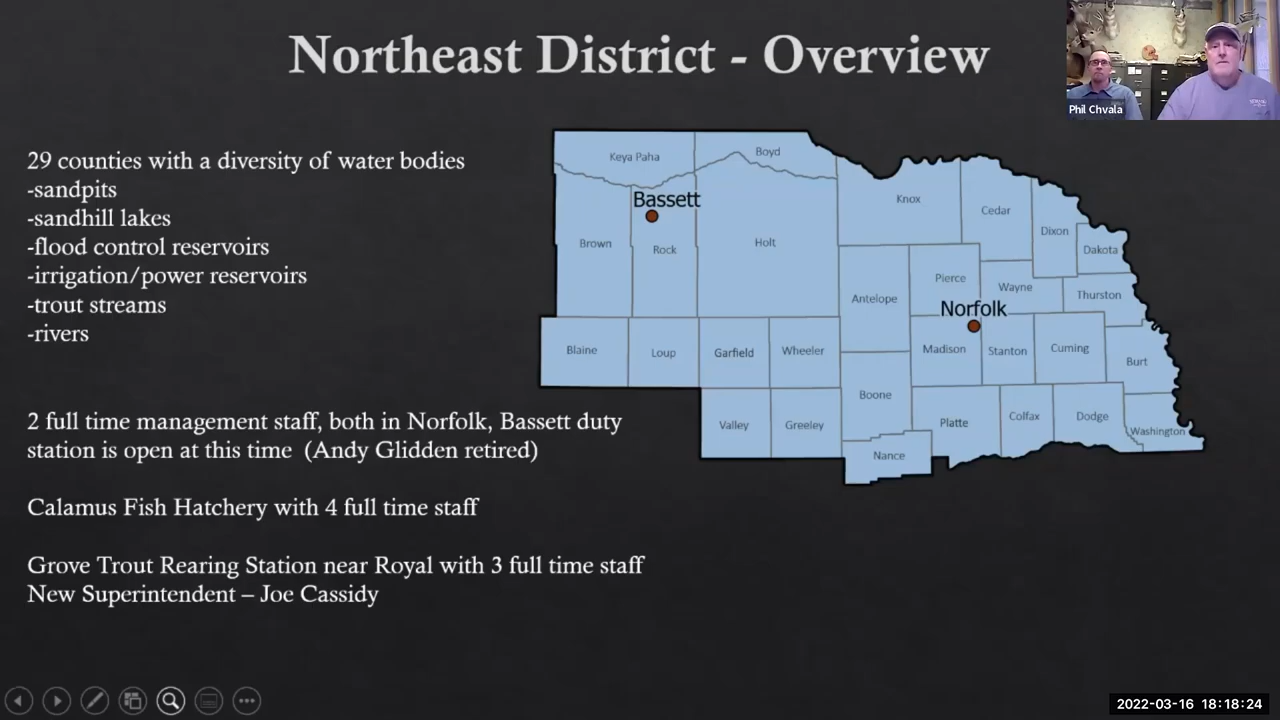 Northeast District - Overview
Phil Chvala
29 counties with a diversity of water bodies
-sandpits
-sandhill lakes
-flood control reservoirs
-irrigation/power reservoirs
-trout streams
-rivers
2 full time management staff, both in Norfolk, Bassett duty
station is open at this time (Andy Glidden retired)
Calamus Fish Hatchery with 4 full time staff
Grove Trout Rearing Station near Royal with 3 full time staff
New Superintendent – Joe Cassidy
Keya Paha
Boyd
Bassett
Knox
Cedar
Dixon
Dakota
Brown
Rock
Holt
Antelope
Pierce
Wayne
Thurston
Norfolk
Blaine
Loup
Garfield
Wheeler
Madison
Stanton
Cuming
Burt
Boone
Valley
Greeley
Platte
Colfax
Dodge
Washington
Nance
2022-03-16 18:18:24